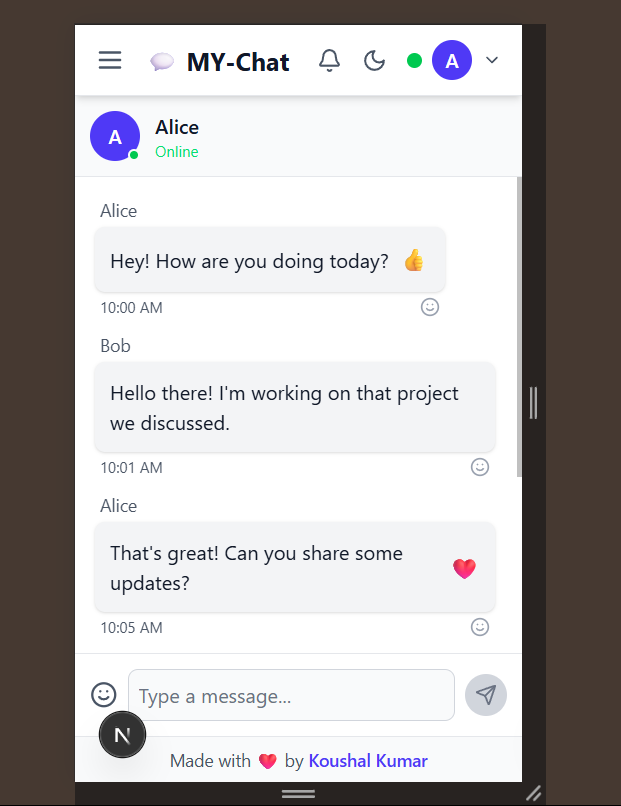 MY-Chat
A
A
Alice
Online
Alice
Hey! How are you doing today? 👍
10:00 AM
Bob
Hello there! I'm working on that project
we discussed.
10:01 AM
Alice
That's great! Can you share some
updates?
10:05 AM
Type a message...
N
Made with ❤️ by Koushal Kumar